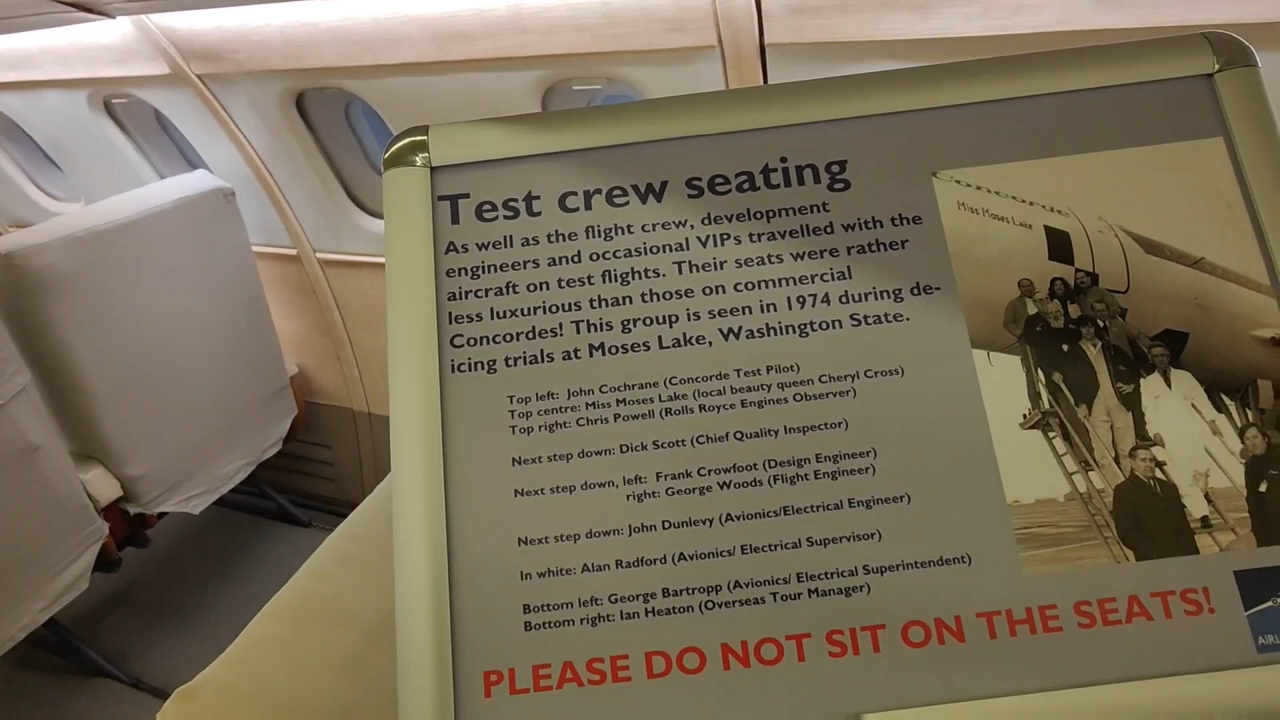 Test crew seating
As well as the flight crew, development
engineers and occasional VIPs travelled with the
aircraft on test flights. Their seats were rather
less luxurious than those on commercial
Concordes! This group is seen in 1974 during de-
icing trials at Moses Lake, Washington State.
Top left: John Cochrane (Concorde Test Pilot)
Top centre: Miss Moses Lake (local beauty queen Cheryl Cross)
Top right: Chris Powell (Rolls Royce Engines Observer)
Next step down: Dick Scott (Chief Quality Inspector)
Next step down, left: Frank Crowfoot (Design Engineer)
right: George Woods (Flight Engineer)
Next step down: John Dunlevy (Avionics/Electrical Engineer)
In white: Alan Radford (Avionics/ Electrical Supervisor)
Bottom left: George Bartropp (Avionics/ Electrical Superintendent)
Bottom right: Ian Heaton (Overseas Tour Manager)
PLEASE DO NOT SIT ON THE SEATS!
Concorde
Miss Moses Lake